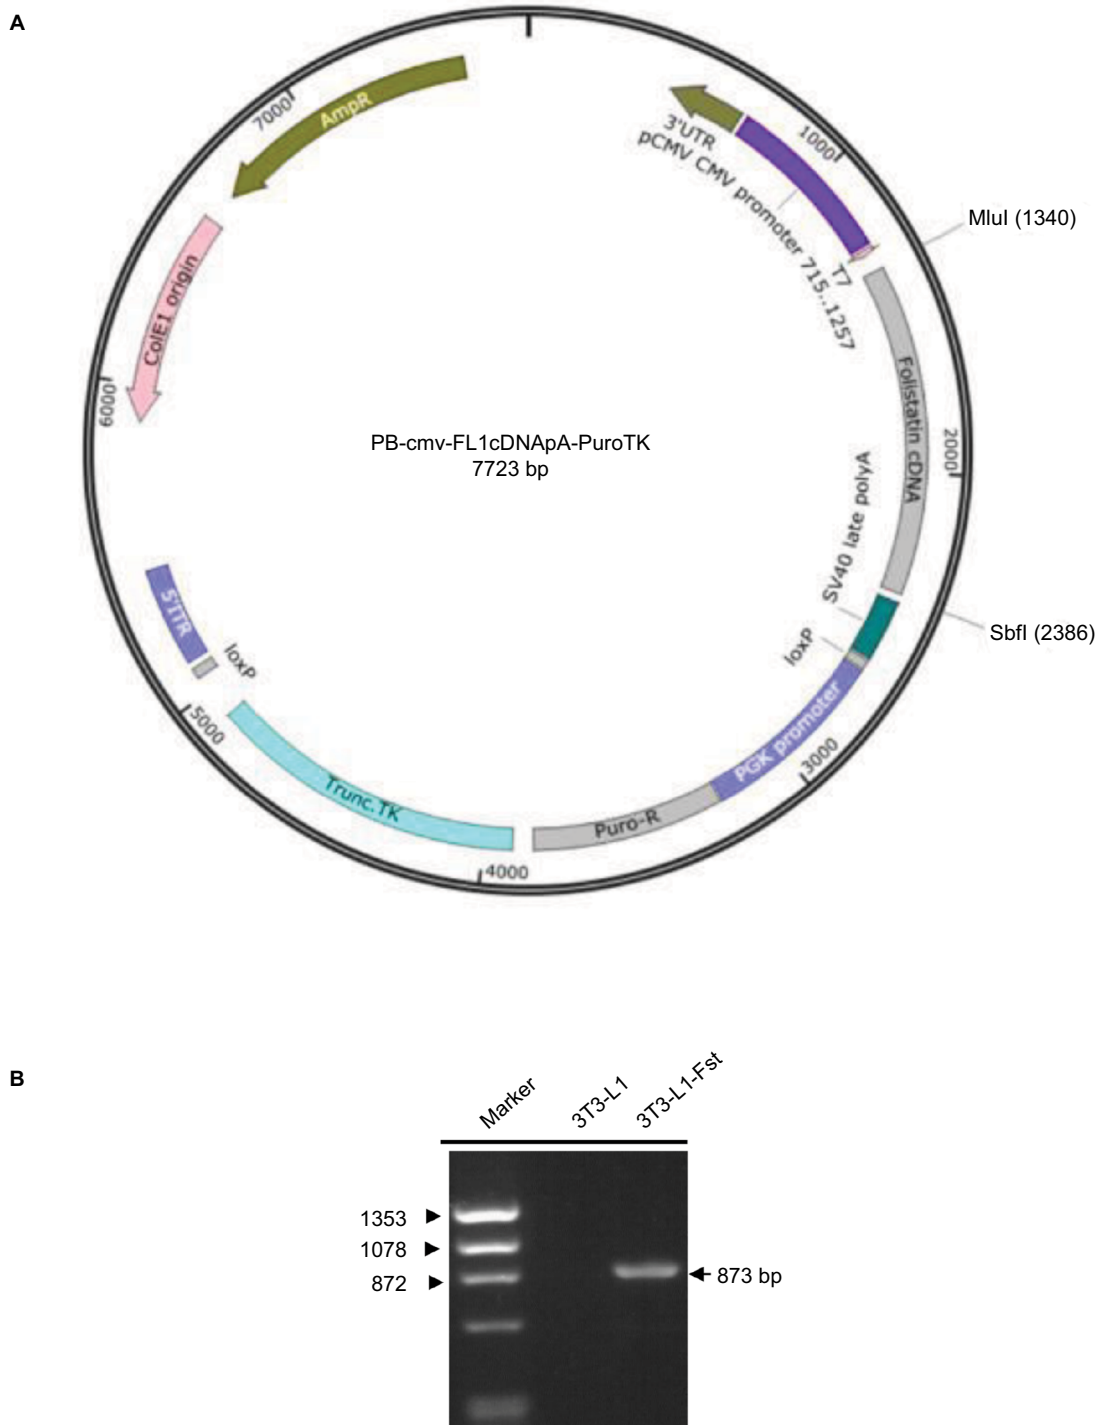 A
7000
AmpR
3'UTR
pCMV CMV promoter 715..1257
1000
MluI (1340)
T7
ColE1 origin
6000
Follistatin cDNA
2000
PB-cmv-FL1cDNApA-PuroTK
7723 bp
SV40 late polyA
SbfI (2386)
loxP
5'ITR
loxP
PGK promoter
3000
5000
Trunc.TK
Puro-R
4000
B
Marker
3T3-L1
3T3-L1-Fst
1353
1078
872
873 bp